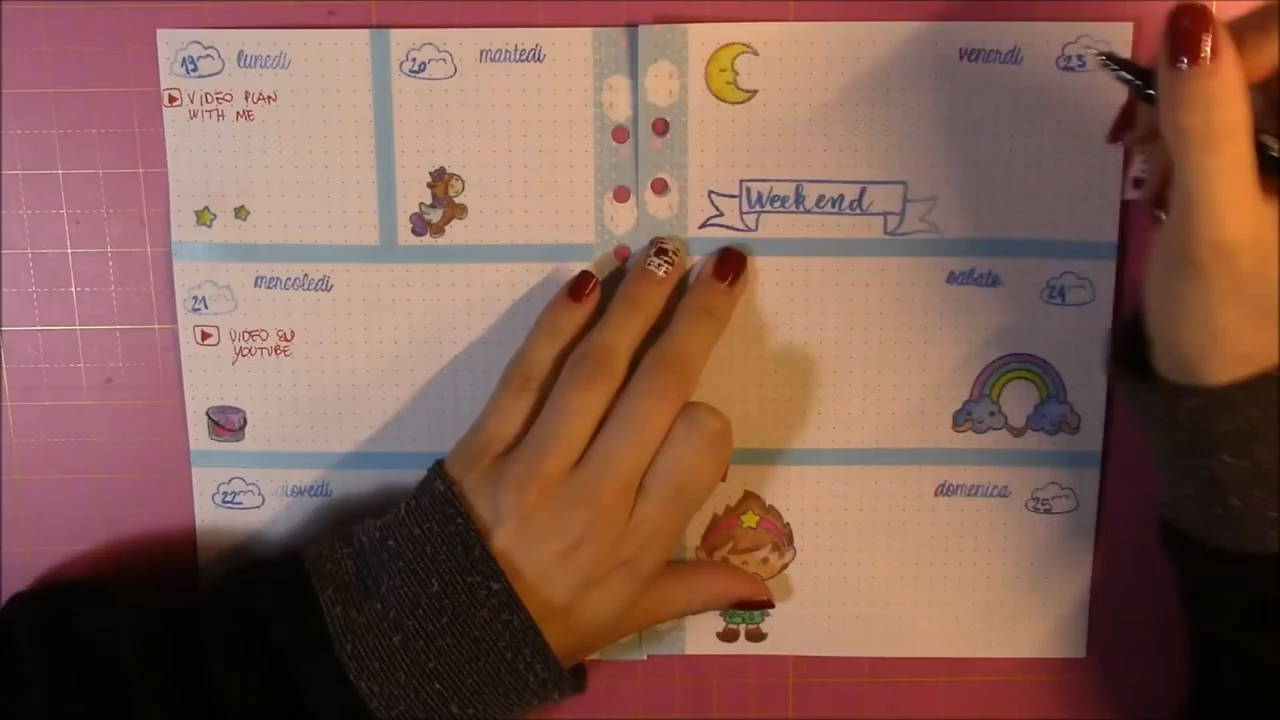 19 lunedì
VIDEO PLAN
WITH ME
20 martedì
21 mercoledì
VIDEO SU
YOUTUBE
22 giovedì
venerdì 23
Weekend
sabato 24
domenica 25